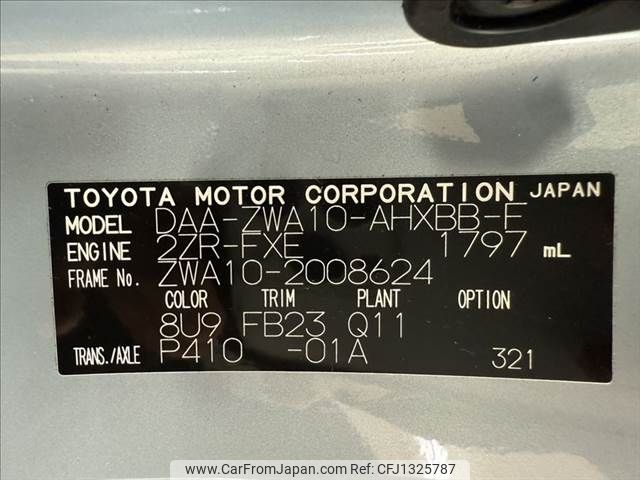 TOYOTA MOTOR CORPORATION JAPAN
MODEL DAA-ZWA10-AHXBB-F
ENGINE 2ZR-FXE 1797 mL
FRAME No. ZWA10-2008624
COLOR TRIM PLANT OPTION
8U9 FB23 Q11
TRANS./AXLE P410 -01A 321
www.CarFromJapan.com | CFJ1325787